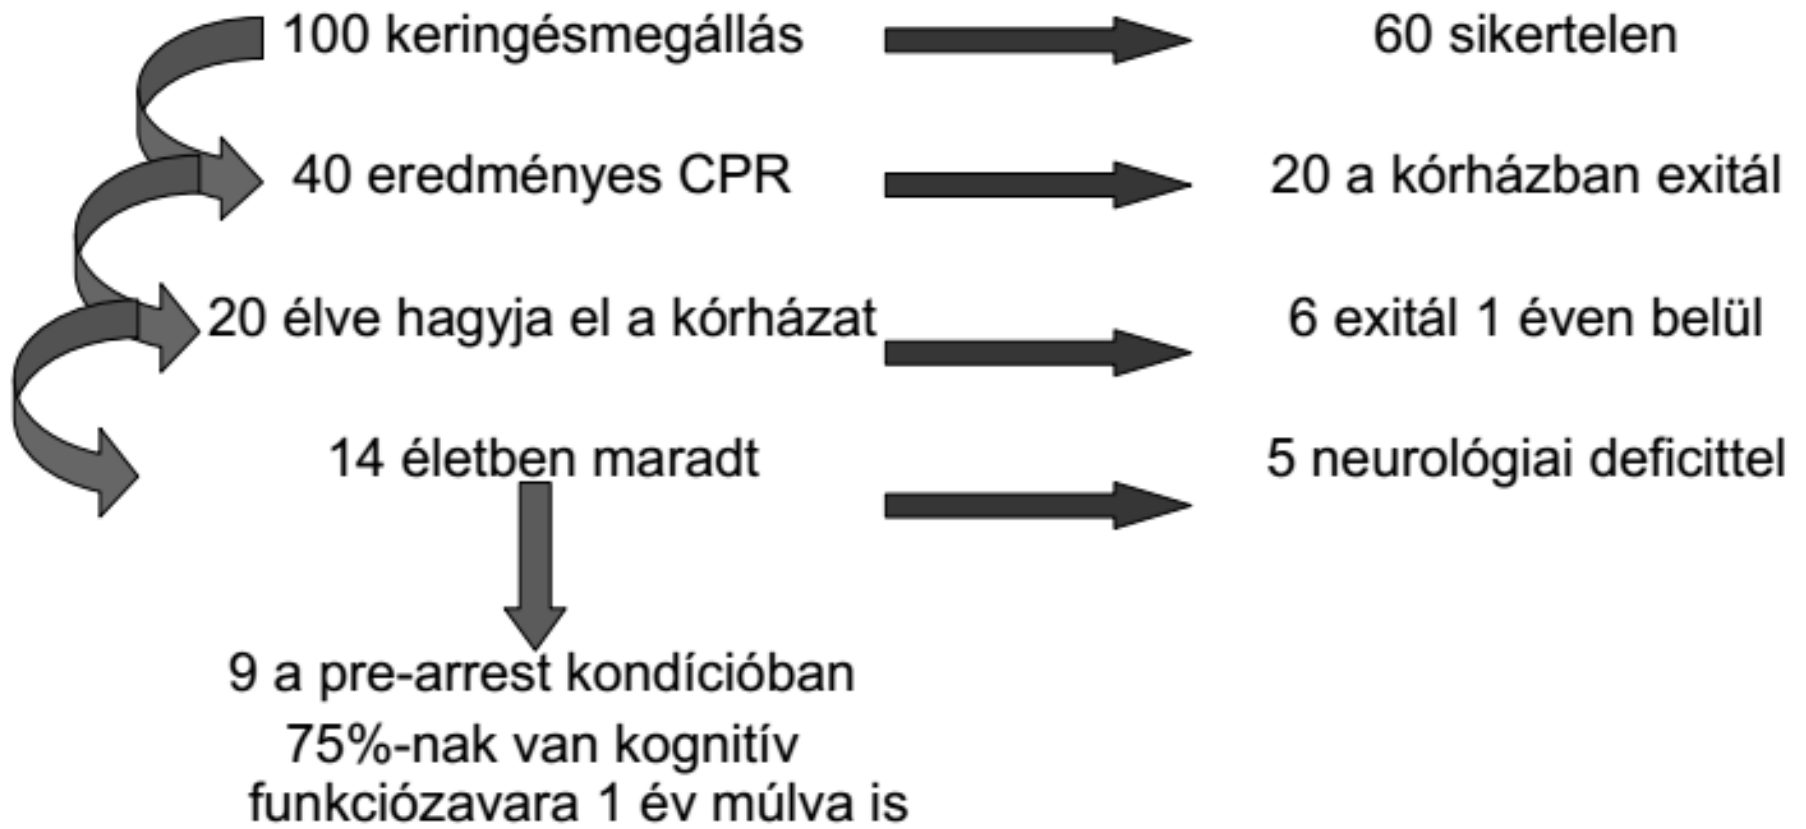 100 keringésmegállás
60 sikertelen
40 eredményes CPR
20 a kórházban exitál
20 élve hagyja el a kórházat
6 exitál 1 éven belül
14 életben maradt
5 neurológiai deficittel
9 a pre-arrest kondícióban
75%-nak van kognitív
funkciózavara 1 év múlva is